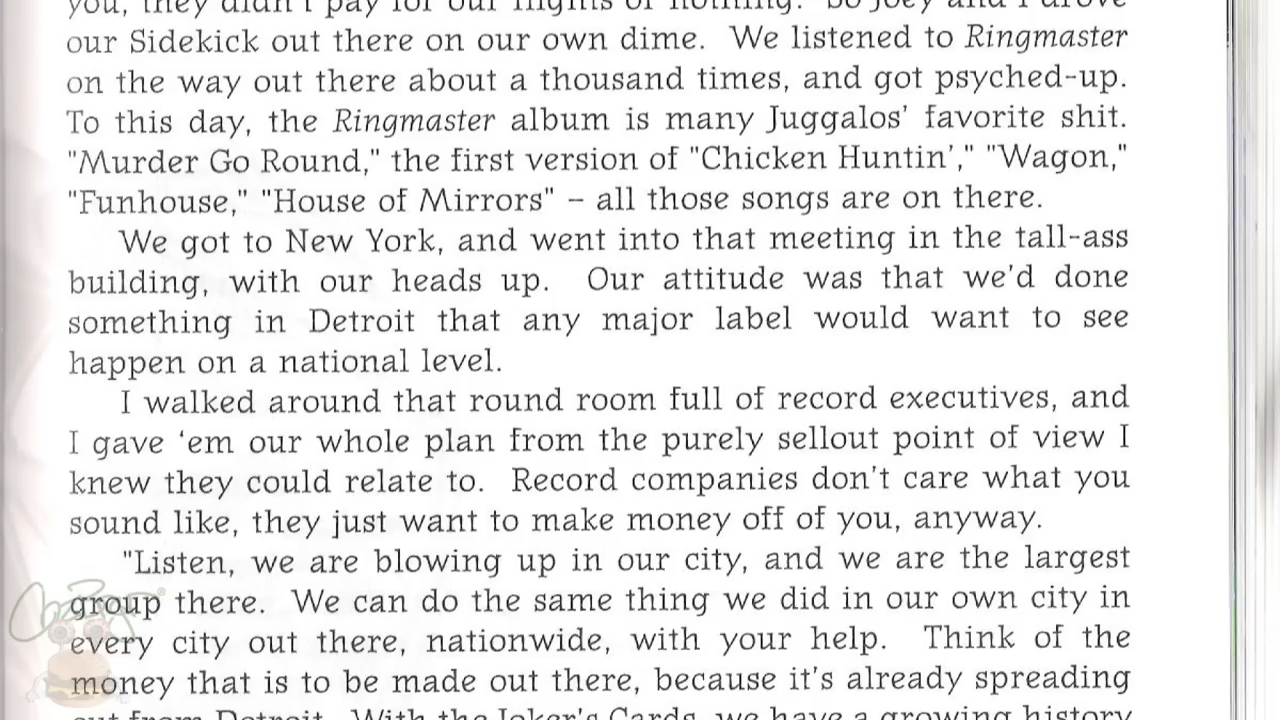 you, they didn't pay for our flights or nothing. So Joey and I drove
our Sidekick out there on our own dime. We listened to Ringmaster
on the way out there about a thousand times, and got psyched-up.
To this day, the Ringmaster album is many Juggalos' favorite shit.
"Murder Go Round," the first version of "Chicken Huntin'," "Wagon,"
"Funhouse," "House of Mirrors" – all those songs are on there.
We got to New York, and went into that meeting in the tall-ass
building, with our heads up. Our attitude was that we'd done
something in Detroit that any major label would want to see
happen on a national level.
I walked around that round room full of record executives, and
I gave 'em our whole plan from the purely sellout point of view I
knew they could relate to. Record companies don't care what you
sound like, they just want to make money off of you, anyway.
"Listen, we are blowing up in our city, and we are the largest
group there. We can do the same thing we did in our own city in
every city out there, nationwide, with your help. Think of the
money that is to be made out there, because it's already spreading
out from Detroit. With the Joker's Cards, we have a growing history